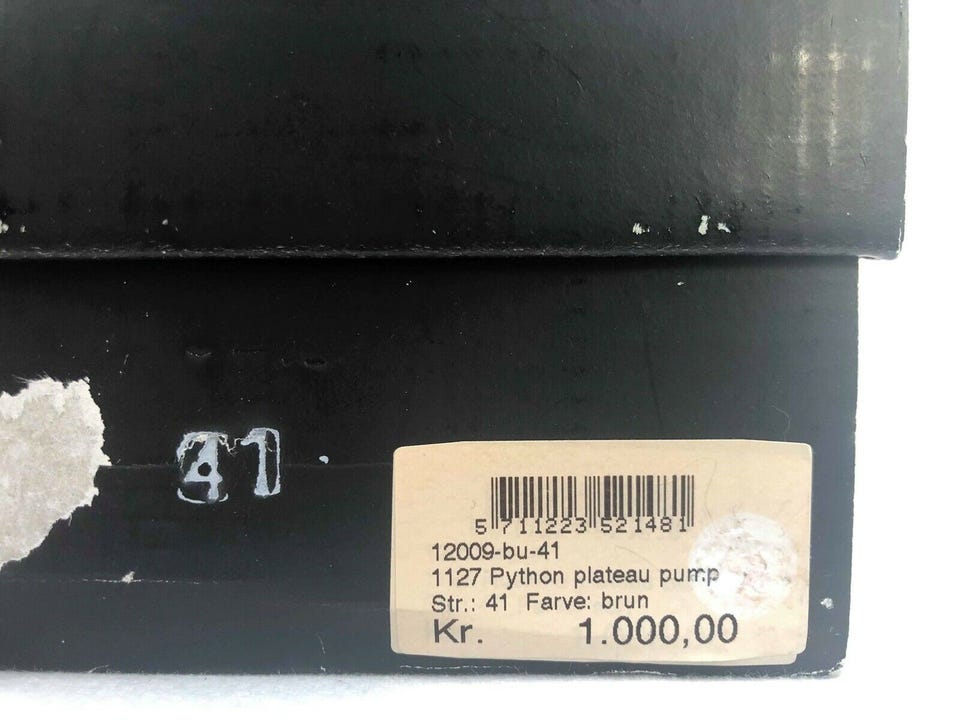 41
5 711223 521481
12009-bu-41
1127 Python plateau pump
Str.: 41 Farve: brun
Kr. 1.000,00